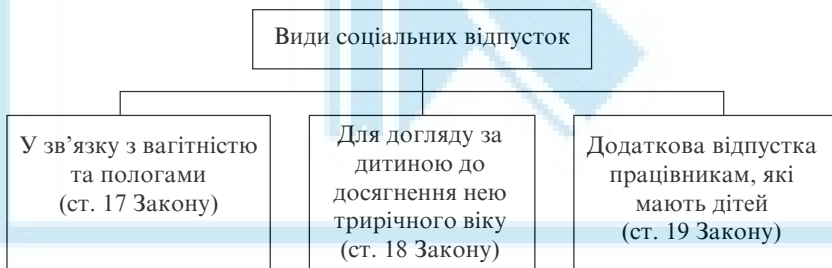 Види соціальних відпусток
У зв’язку з вагітністю
та пологами
(ст. 17 Закону)
Для догляду за
дитиною до
досягнення нею
трирічного віку
(ст. 18 Закону)
Додаткова відпустка
працівникам, які
мають дітей
(ст. 19 Закону)